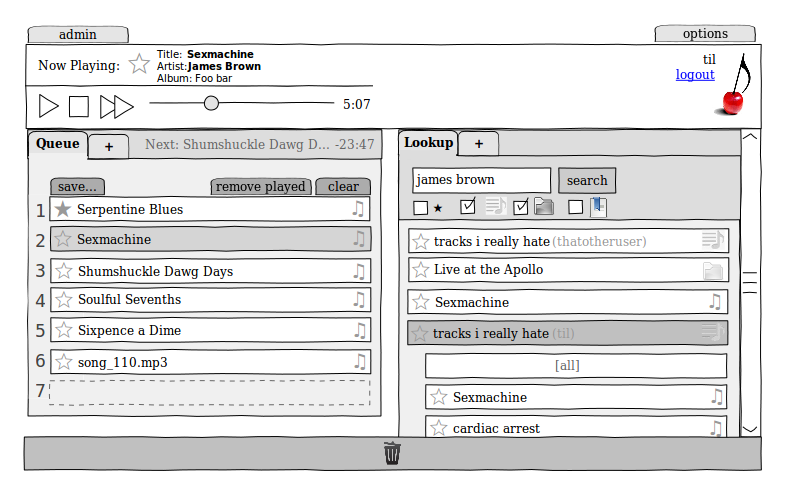 admin
options
Now Playing:
Title: Sexmachine
Artist:James Brown
Album: Foo bar
til
logout
5:07
Queue
+
Next: Shumshuckle Dawg D... -23:47
Lookup
+
save...
remove played
clear
1 Serpentine Blues
2 Sexmachine
3 Shumshuckle Dawg Days
4 Soulful Sevenths
5 Sixpence a Dime
6 song_110.mp3
7
james brown
search
tracks i really hate (thatotheruser)
Live at the Apollo
Sexmachine
tracks i really hate (til)
[all]
Sexmachine
cardiac arrest